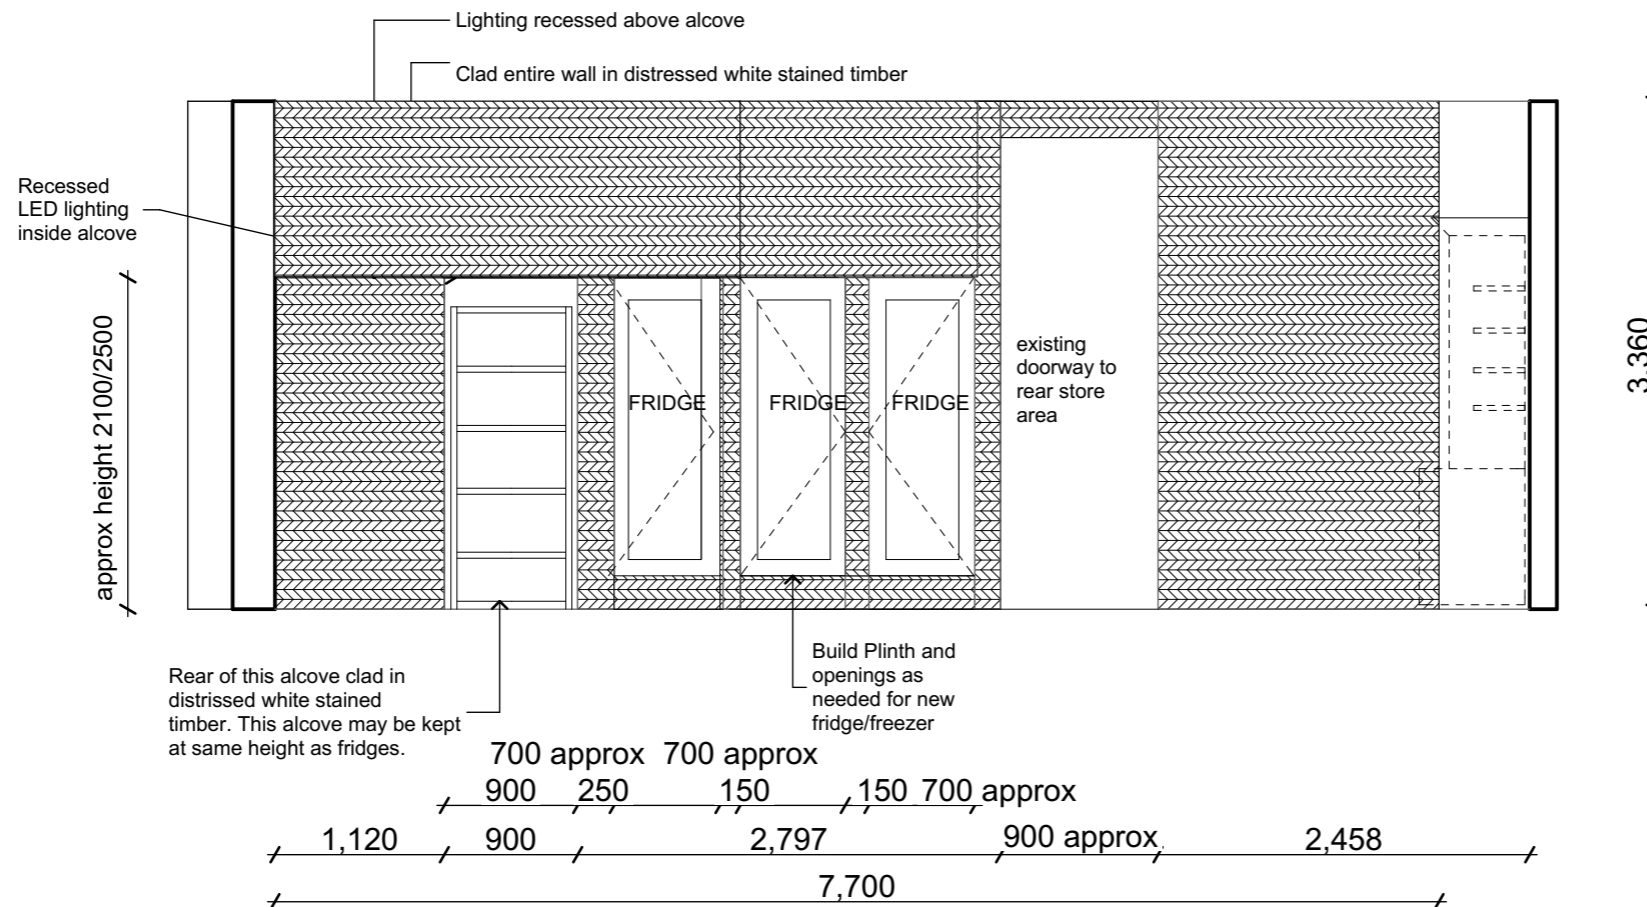 Lighting recessed above alcove
Clad entire wall in distressed white stained timber
Recessed
LED lighting
inside alcove
approx height 2100/2500
FRIDGE
FRIDGE
FRIDGE
existing
doorway to
rear store
area
3,360
Rear of this alcove clad in
distrissed white stained
timber. This alcove may be kept
at same height as fridges.
Build Plinth and
openings as
needed for new
fridge/freezer
700 approx 700 approx
900 250 150 150 700 approx
1,120 900 2,797 900 approx 2,458
7,700